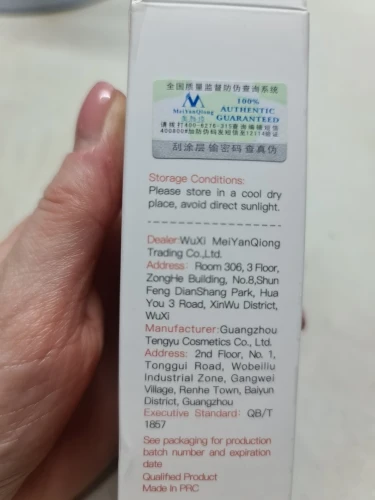 全国质量监督防伪查询系统
MeiYanQiong
100%
AUTHENTIC
GUARANTEED
刮涂层 输密码 查真伪
Storage Conditions:
Please store in a cool dry
place, avoid direct sunlight.
Dealer:WuXi MeiYanQiong
Trading Co.,Ltd.
Address: Room 306, 3 Floor,
ZongHe Building, No.8,Shun
Feng DianShang Park, Hua
You 3 Road, XinWu District,
WuXi
Manufacturer:Guangzhou
Tengyu Cosmetics Co., Ltd.
Address: 2nd Floor, No. 1,
Tonggui Road, Wobeiliu
Industrial Zone, Gangwei
Village, Renhe Town, Baiyun
District, Guangzhou
Executive Standard: QB/T
1857
See packaging for production
batch number and expiration
date
Qualified Product
Made In PRC